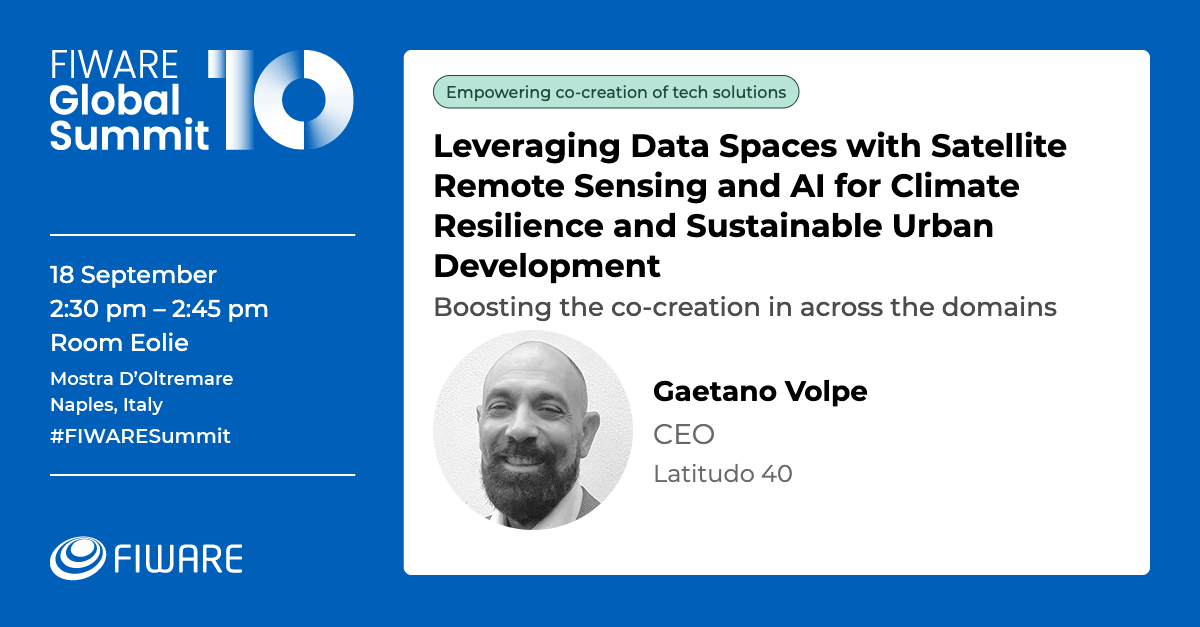 FIWARE
Global
Summit
10
18 September
2:30 pm – 2:45 pm
Room Eolie
Mostra D’Oltremare
Naples, Italy
#FIWARESummit
FIWARE
Empowering co-creation of tech solutions
Leveraging Data Spaces with Satellite
Remote Sensing and AI for Climate
Resilience and Sustainable Urban
Development
Boosting the co-creation in across the domains
Gaetano Volpe
CEO
Latitudo 40